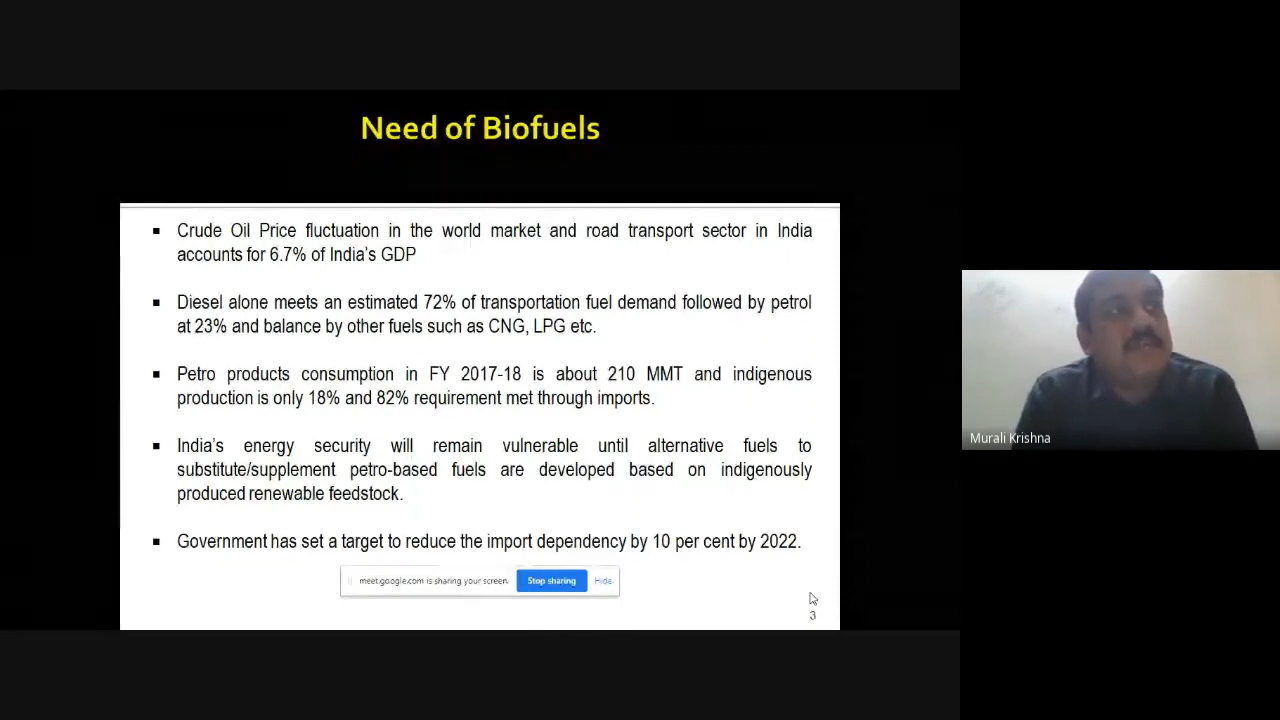 Need of Biofuels
Crude Oil Price fluctuation in the world market and road transport sector in India
accounts for 6.7% of India's GDP
Diesel alone meets an estimated 72% of transportation fuel demand followed by petrol
at 23% and balance by other fuels such as CNG, LPG etc.
Petro products consumption in FY 2017-18 is about 210 MMT and indigenous
production is only 18% and 82% requirement met through imports.
India's energy security will remain vulnerable until alternative fuels to
substitute/supplement petro-based fuels are developed based on indigenously
produced renewable feedstock.
Government has set a target to reduce the import dependency by 10 per cent by 2022.
meet.google.com is sharing your screen. Stop sharing Hide
3
Murali Krishna